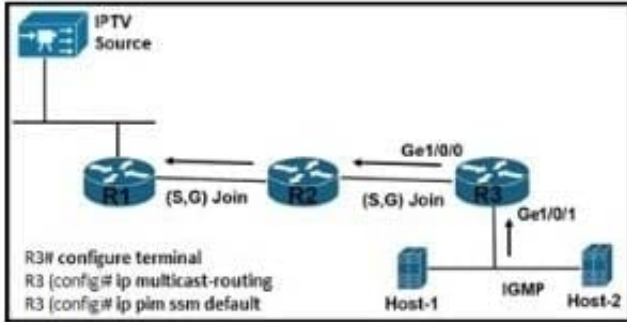 IPTV
Source
Ge1/0/0
R1
R2
R3
(S,G) Join
(S,G) Join
Ge1/0/1
R3# configure terminal
R3 (config# ip multicast-routing
R3 (config# ip pim ssm default
Host-1
IGMP
Host-2